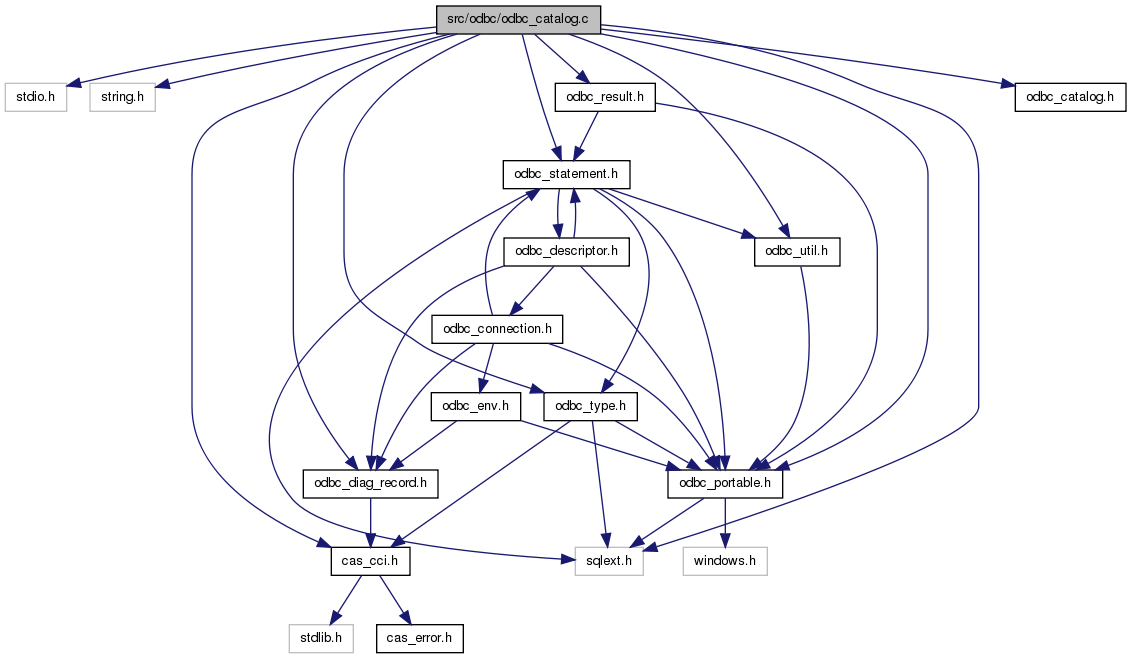 src/odbc/odbc_catalog.c
stdio.h
string.h
odbc_result.h
odbc_catalog.h
odbc_statement.h
odbc_descriptor.h
odbc_util.h
odbc_connection.h
odbc_env.h
odbc_type.h
odbc_diag_record.h
odbc_portable.h
cas_cci.h
sqlext.h
windows.h
stdlib.h
cas_error.h